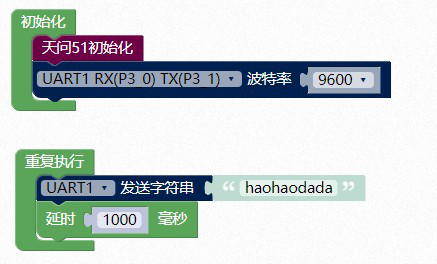 初始化
天问51初始化
UART1 RX(P3_0) TX(P3_1) 波特率 9600
重复执行
UART1 发送字符串 “ haohaodada ”
延时 1000 毫秒